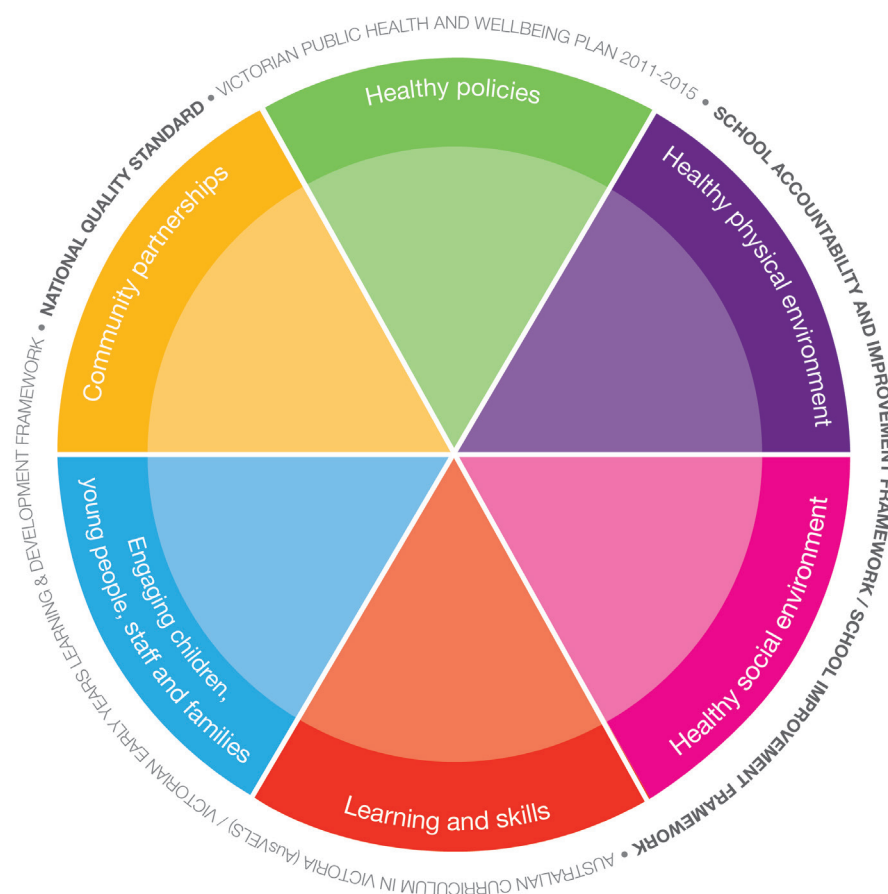 VICTORIAN PUBLIC HEALTH AND WELLBEING PLAN 2011-2015 •
SCHOOL ACCOUNTABILITY AND IMPROVEMENT FRAMEWORK / SCHOOL IMPROVEMENT FRAMEWORK •
AUSTRALIAN CURRICULUM IN VICTORIA (AusVELS) / VICTORIAN EARLY YEARS LEARNING & DEVELOPMENT FRAMEWORK •
NATIONAL QUALITY STANDARD •
Healthy policies
Healthy physical environment
Healthy social environment
Learning and skills
Engaging children,
young people, staff and families
Community partnerships